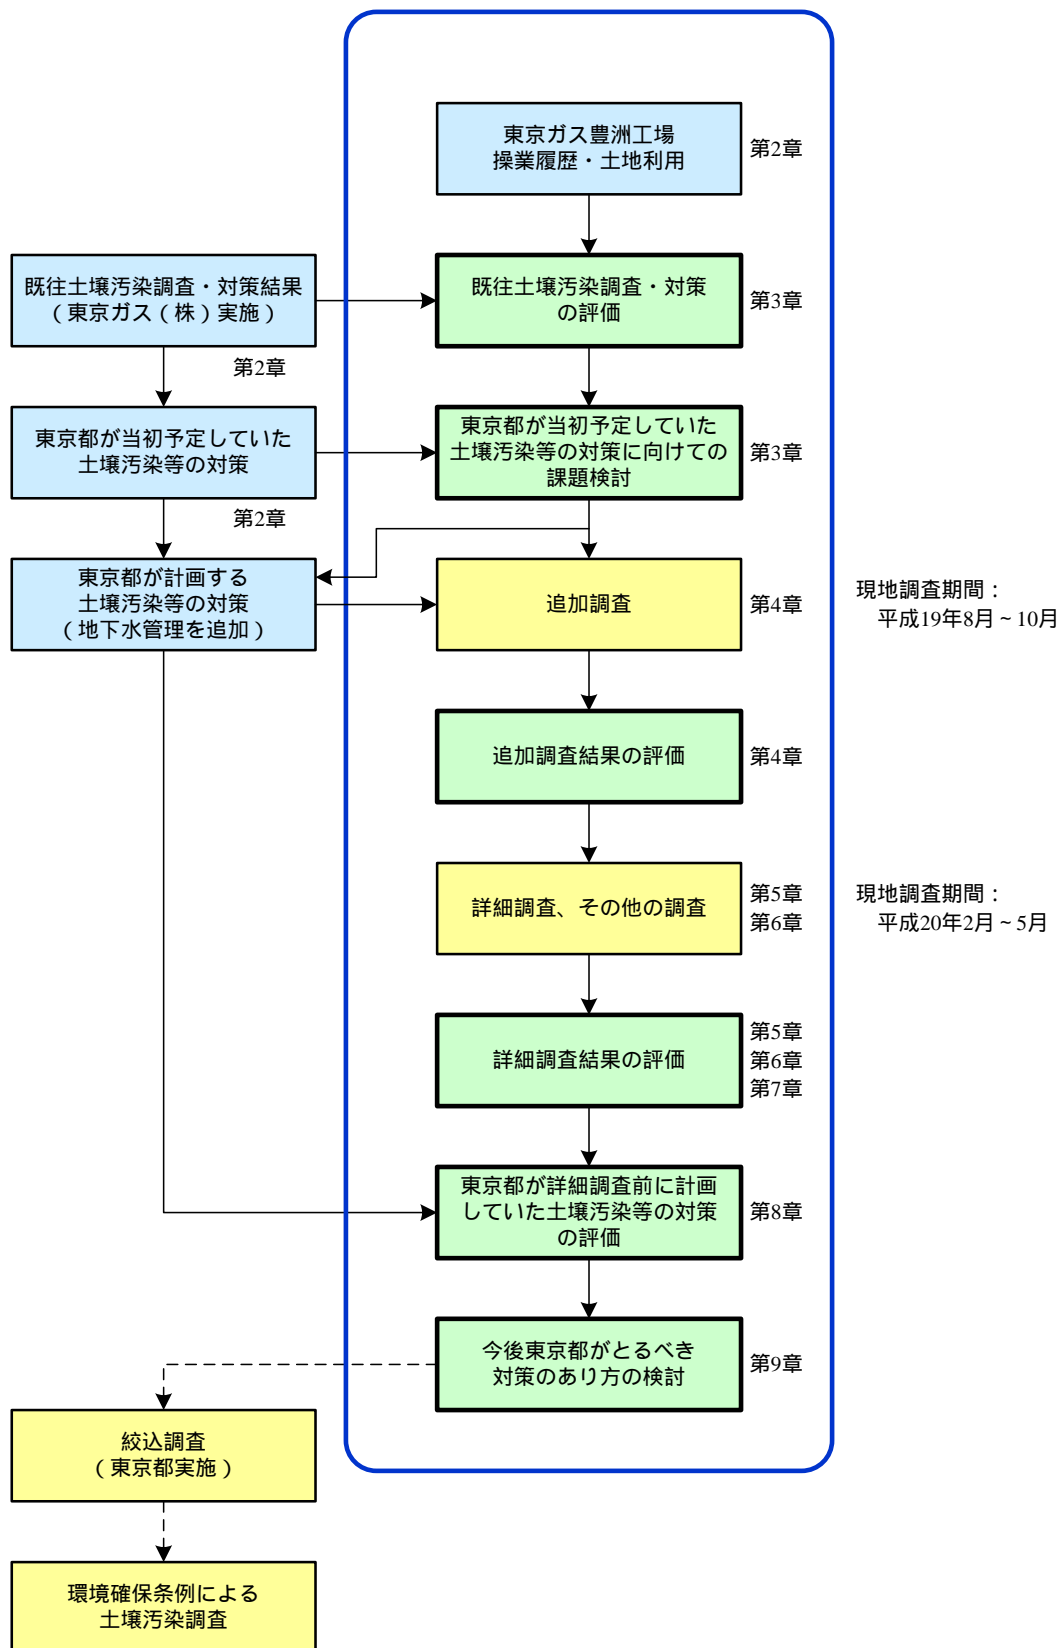 東京ガス豊洲工場
操業履歴・土地利用
第2章
既往土壌汚染調査・対策結果
（東京ガス（株）実施）
第2章
既往土壌汚染調査・対策
の評価
第3章
東京都が当初予定していた
土壌汚染等の対策
第2章
東京都が当初予定していた
土壌汚染等の対策に向けての
課題検討
第3章
東京都が計画する
土壌汚染等の対策
（地下水管理を追加）
追加調査
第4章
現地調査期間：
平成19年8月～10月
追加調査結果の評価
第4章
詳細調査、その他の調査
第5章
第6章
現地調査期間：
平成20年2月～5月
詳細調査結果の評価
第5章
第6章
第7章
東京都が詳細調査前に計画
していた土壌汚染等の対策
の評価
第8章
今後東京都がとるべき
対策のあり方の検討
第9章
絞込調査
（東京都実施）
環境確保条例による
土壌汚染調査